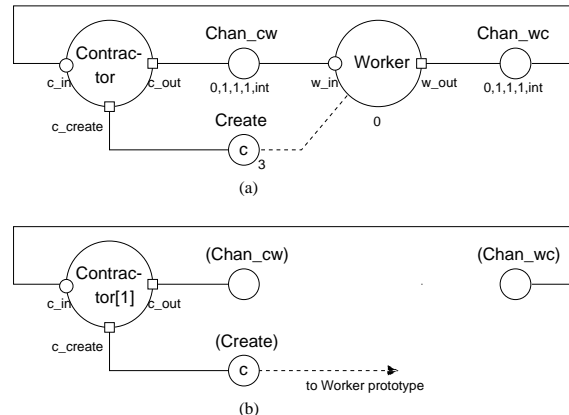 Contrac-
tor
Chan_cw
Worker
Chan_wc
c_in
c_out
0,1,1,1,int
w_in
w_out
0,1,1,1,int
c_create
Create
0
c
3
(a)
Contrac-
tor[1]
(Chan_cw)
(Chan_wc)
c_in
c_out
c_create
(Create)
c
to Worker prototype
(b)